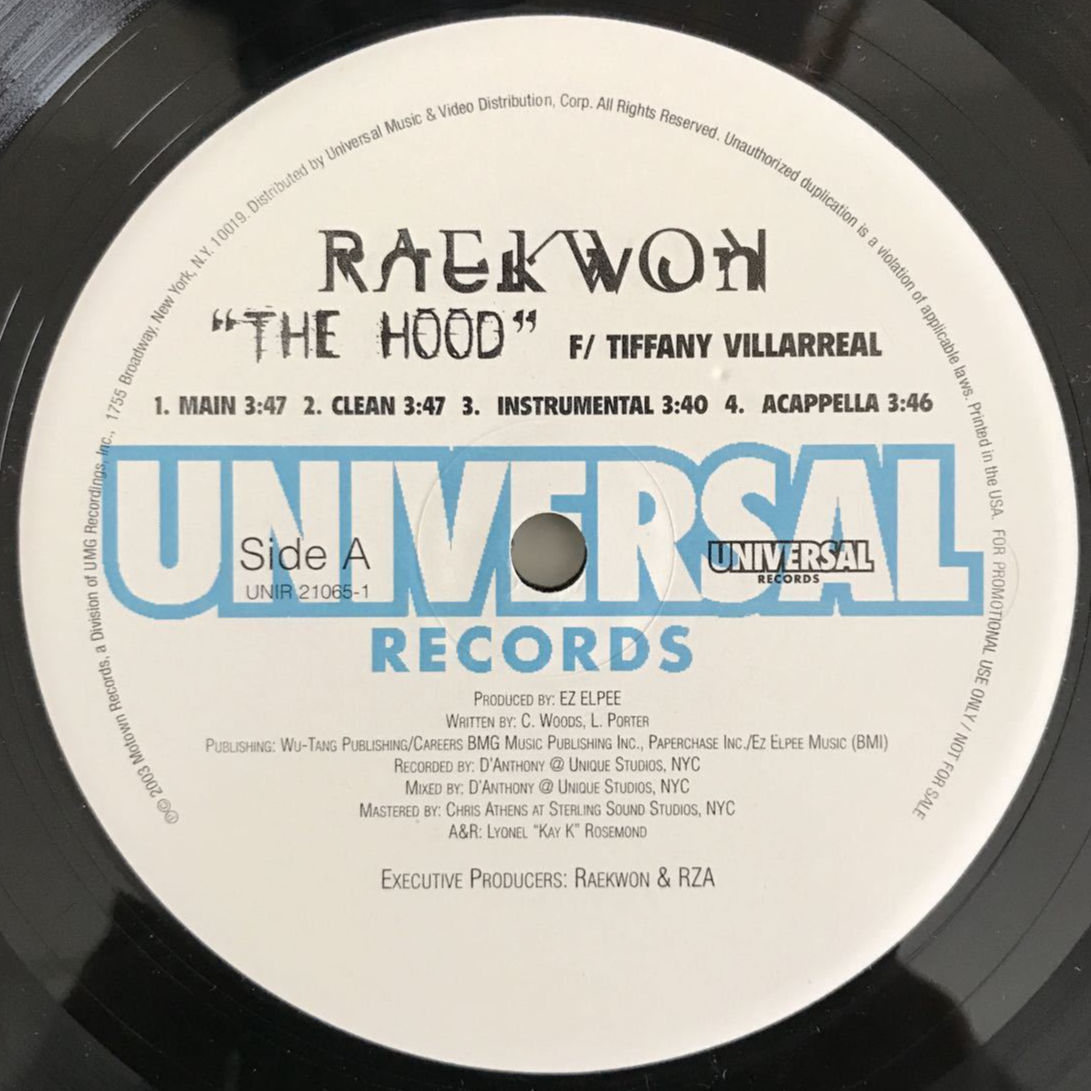 RAEKWON
"THE HOOD" F/ TIFFANY VILLARREAL
1. MAIN 3:47 2. CLEAN 3:47 3. INSTRUMENTAL 3:40 4. ACAPPELLA 3:46
UNIVERSAL
RECORDS
Side A
UNIR 21065-1
UNIVERSAL
RECORDS
PRODUCED BY: EZ ELPEE
WRITTEN BY: C. WOODS, L. PORTER
PUBLISHING: WU-TANG PUBLISHING/CAREERS BMG MUSIC PUBLISHING INC., PAPERCHASE INC./EZ ELPEE MUSIC (BMI)
RECORDED BY: D'ANTHONY @ UNIQUE STUDIOS, NYC
MIXED BY: D'ANTHONY @ UNIQUE STUDIOS, NYC
MASTERED BY: CHRIS ATHENS AT STERLING SOUND STUDIOS, NYC
A&R: LYONEL "KAY K" ROSEMOND
EXECUTIVE PRODUCERS: RAEKWON & RZA
℗© 2003 Motown Records, a Division of UMG Recordings, Inc., 1755 Broadway, New York, N.Y. 10019. Distributed by Universal Music & Video Distribution, Corp. All Rights Reserved. Unauthorized duplication is a violation of applicable laws. Printed in the USA. FOR PROMOTIONAL USE ONLY / NOT FOR SALE